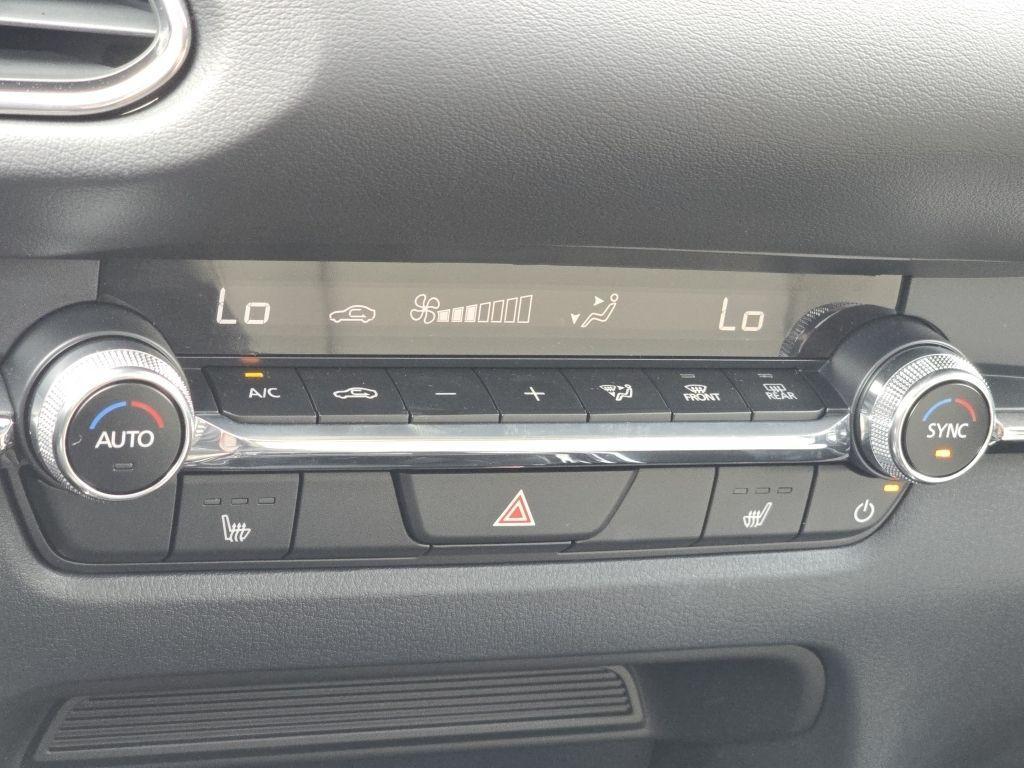 Lo Lo
A/C - + FRONT REAR
AUTO SYNC